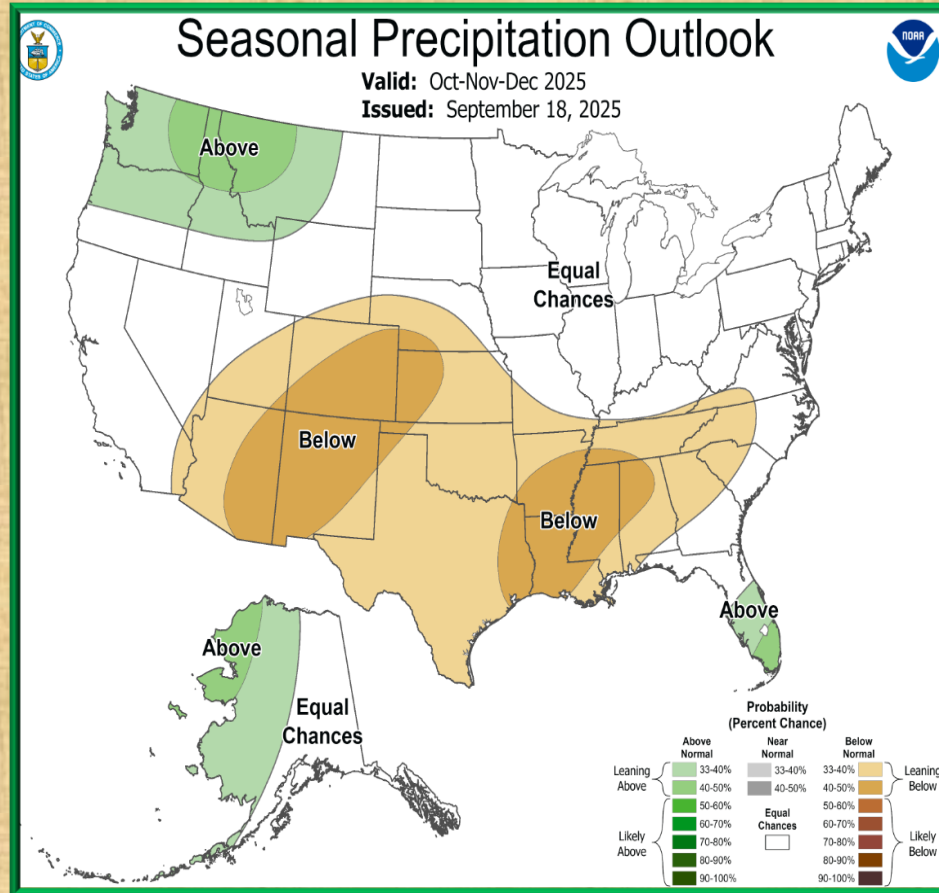 Seasonal Precipitation Outlook
Valid: Oct-Nov-Dec 2025
Issued: September 18, 2025
NOAA
Above
Equal
Chances
Below
Below
Above
Above
Equal
Chances
Probability
(Percent Chance)
Above
Normal
Near
Normal
Below
Normal
Leaning
Above
33-40%
40-50%
33-40%
40-50%
33-40%
40-50%
Leaning
Below
Likely
Above
50-60%
60-70%
70-80%
80-90%
90-100%
Equal
Chances
50-60%
60-70%
70-80%
80-90%
90-100%
Likely
Below